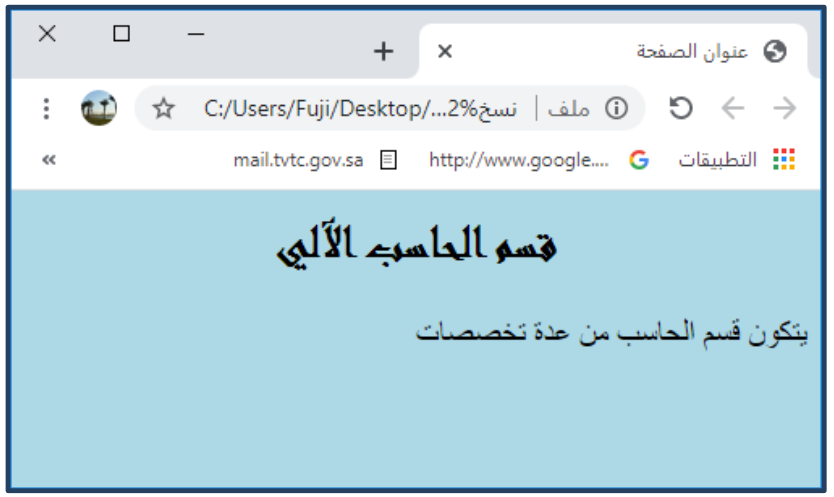 عنوان الصفحة
ملف | نسخ%2...C:/Users/Fuji/Desktop/
التطبيقات http://www.google.... mail.tvtc.gov.sa
قسم الحاسب الآلي
يتكون قسم الحاسب من عدة تخصصات